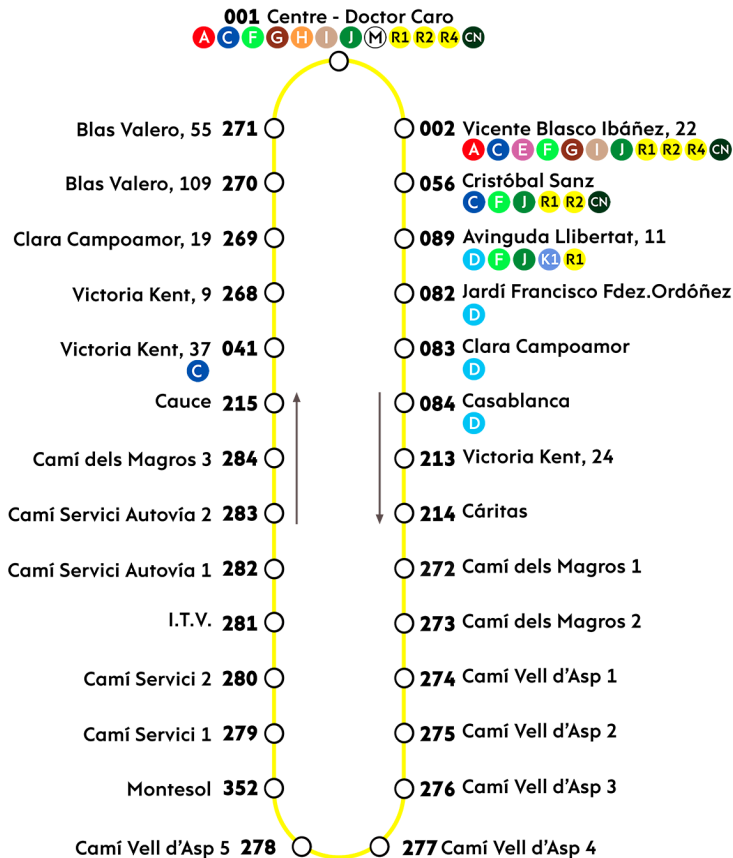 001 Centre - Doctor Caro
A C F G H I J M R1 R2 R4 CN
Blas Valero, 55 271
002 Vicente Blasco Ibáñez, 22
A C E F G I J R1 R2 R4 CN
Blas Valero, 109 270
056 Cristóbal Sanz
C F J R1 R2 CN
Clara Campoamor, 19 269
089 Avinguda Llibertat, 11
D F J K1 R1
Victoria Kent, 9 268
082 Jardí Francisco Fdez.Ordóñez
D
Victoria Kent, 37 041
C
083 Clara Campoamor
D
Cauce 215
084 Casablanca
D
Camí dels Magros 3 284
213 Victoria Kent, 24
Camí Servici Autovía 2 283
214 Cáritas
Camí Servici Autovía 1 282
272 Camí dels Magros 1
I.T.V. 281
273 Camí dels Magros 2
Camí Servici 2 280
274 Camí Vell d'Asp 1
Camí Servici 1 279
275 Camí Vell d'Asp 2
Montesol 352
276 Camí Vell d'Asp 3
Camí Vell d'Asp 5 278
277 Camí Vell d'Asp 4